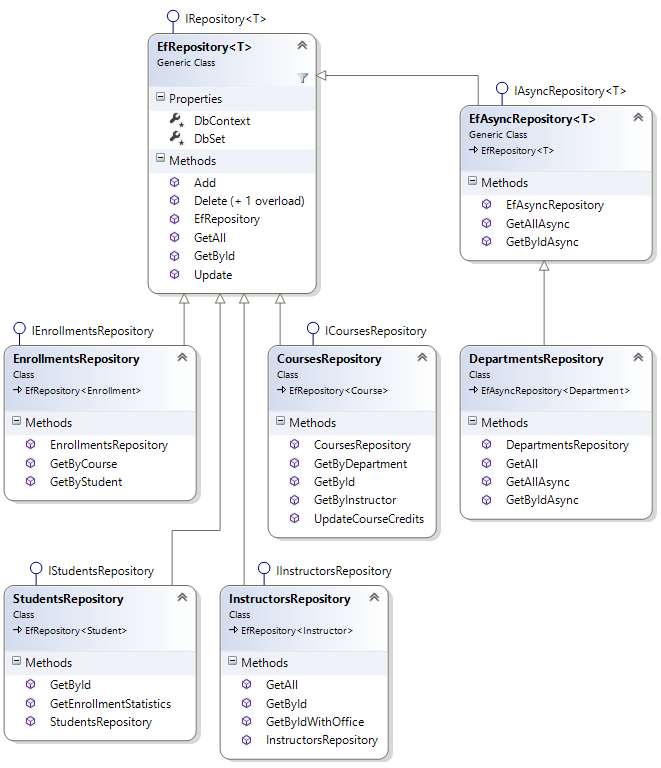 IRepository<T>
EfRepository<T>
Generic Class
Properties
DbContext
DbSet
Methods
Add
Delete (+ 1 overload)
EfRepository
GetAll
GetById
Update
IAsyncRepository<T>
EfAsyncRepository<T>
Generic Class
EfRepository<T>
Methods
EfAsyncRepository
GetAllAsync
GetByIdAsync
IEnrollmentsRepository
EnrollmentsRepository
Class
EfRepository<Enrollment>
Methods
EnrollmentsRepository
GetByCourse
GetByStudent
ICoursesRepository
CoursesRepository
Class
EfRepository<Course>
Methods
CoursesRepository
GetByDepartment
GetById
GetByInstructor
UpdateCourseCredits
DepartmentsRepository
Class
EfAsyncRepository<Department>
Methods
DepartmentsRepository
GetAll
GetAllAsync
GetByIdAsync
IStudentsRepository
StudentsRepository
Class
EfRepository<Student>
Methods
GetById
GetEnrollmentStatistics
StudentsRepository
IInstructorsRepository
InstructorsRepository
Class
EfRepository<Instructor>
Methods
GetAll
GetById
GetByIdWithOffice
InstructorsRepository